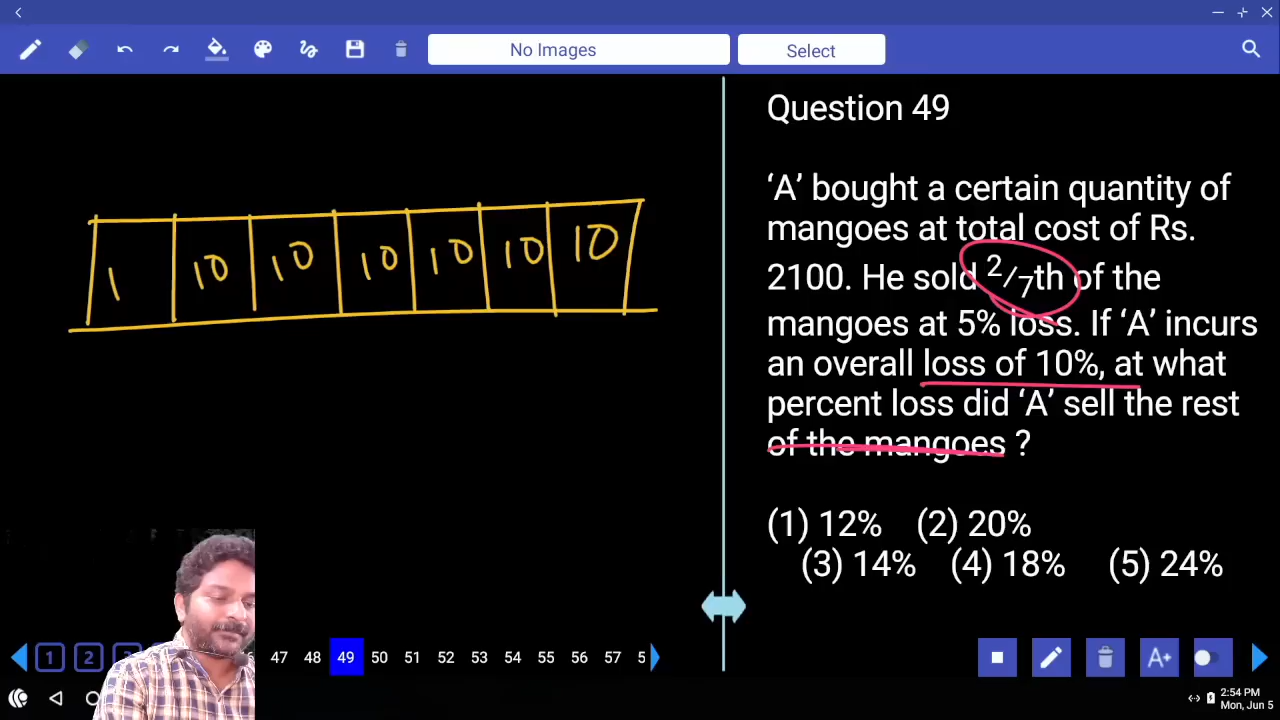 No Images
Select
1 10 10 10 10 10 10
Question 49
‘A’ bought a certain quantity of
mangoes at total cost of Rs.
2100. He sold 2/7th of the
mangoes at 5% loss. If ‘A’ incurs
an overall loss of 10%, at what
percent loss did ‘A’ sell the rest
of the mangoes ?
(1) 12% (2) 20%
(3) 14% (4) 18% (5) 24%
1 2 47 48 49 50 51 52 53 54 55 56 57 5
A+
2:54 PM
Mon, Jun 5